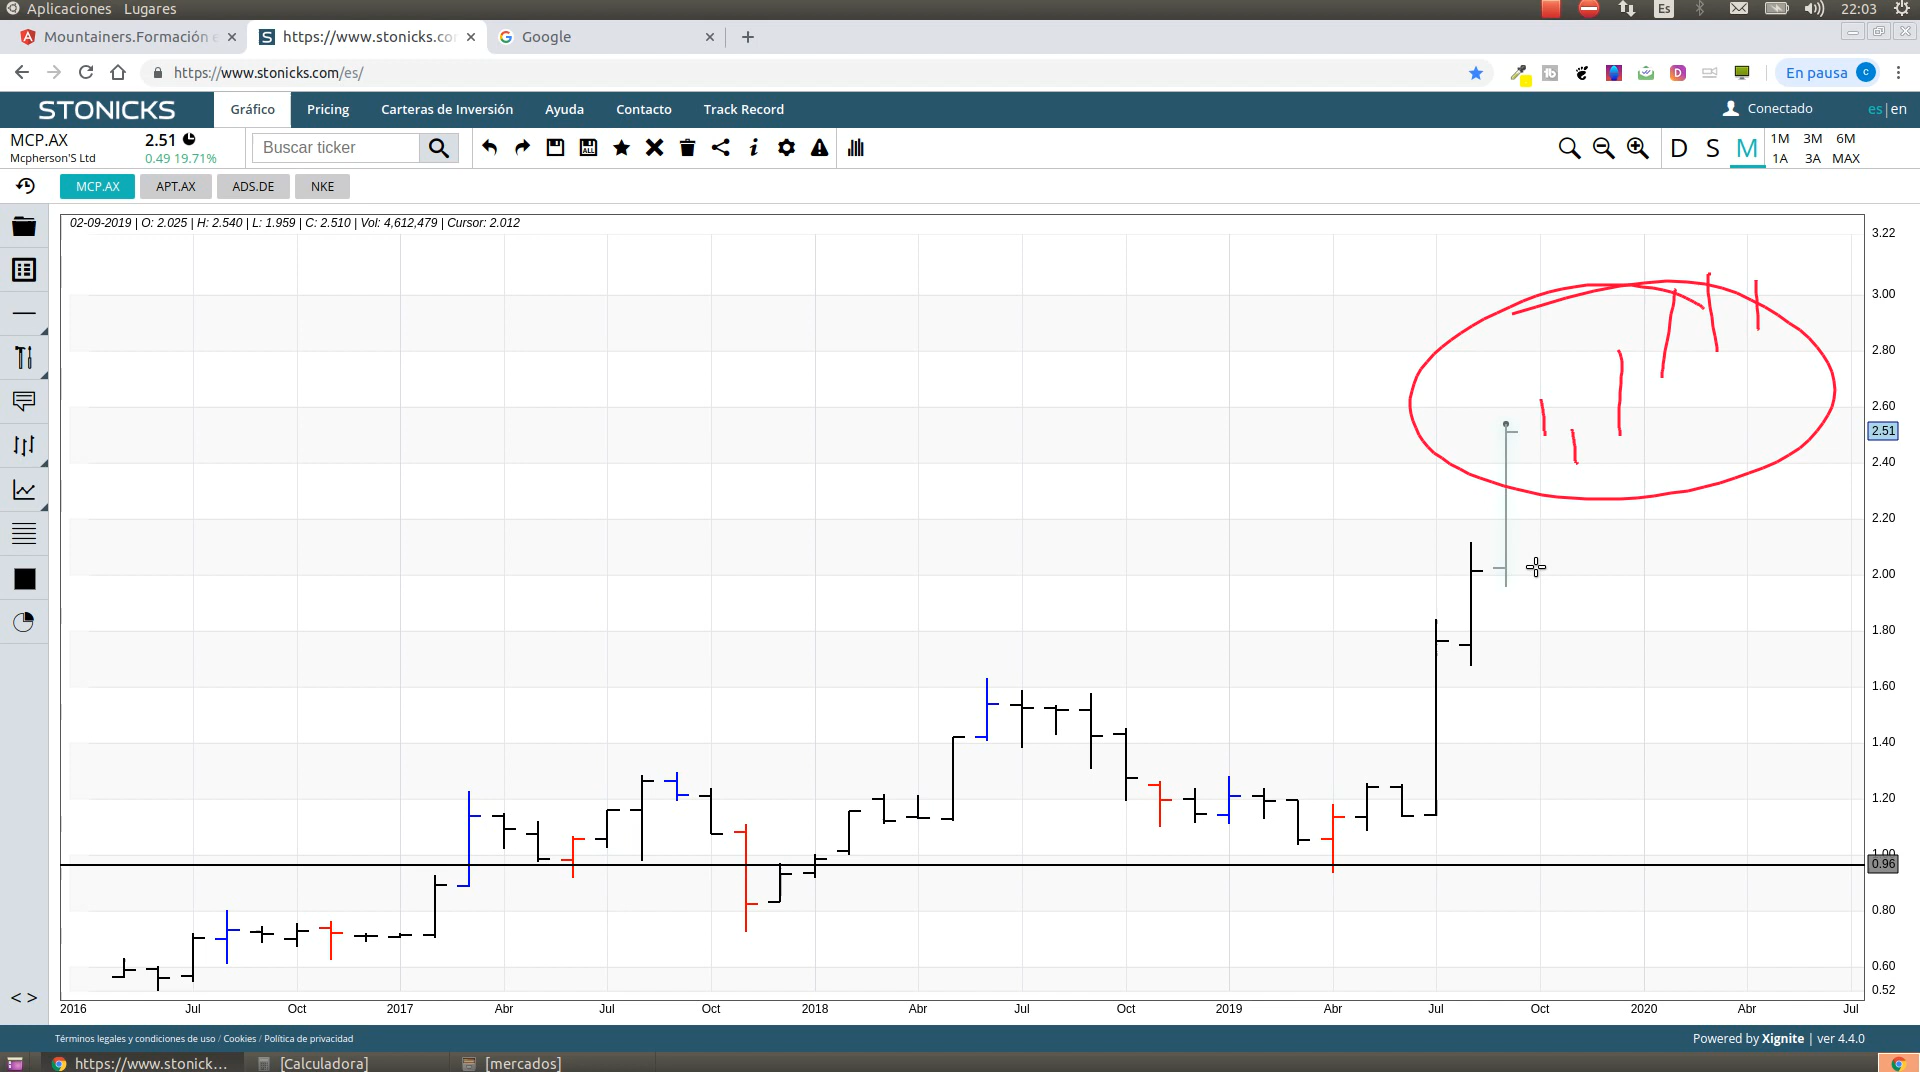 Aplicaciones Lugares
Es 22:03
Mountainers.Formación e
https://www.stonicks.co
Google
https://www.stonicks.com/es/
En pausa C
STONICKS Gráfico Pricing Carteras de Inversión Ayuda Contacto Track Record Conectado es|en
MCP.AX 2.51
Mcpherson'S Ltd 0.49 19.71%
Buscar ticker
D S M
1M 3M 6M
1A 3A MAX
MCP.AX APT.AX ADS.DE NKE
02-09-2019 | O: 2.025 | H: 2.540 | L: 1.959 | C: 2.510 | Vol: 4,612,479 | Cursor: 2.012
3.22
3.00
2.80
2.60
2.51
2.40
2.20
2.00
1.80
1.60
1.40
1.20
1.00
0.96
0.80
0.60
0.52
2016 Jul Oct 2017 Abr Jul Oct 2018 Abr Jul Oct 2019 Abr Jul Oct 2020 Abr Jul
Términos legales y condiciones de uso / Cookies / Política de privacidad
Powered by Xignite | ver 4.4.0
https://www.stonick... [Calculadora] [mercados]